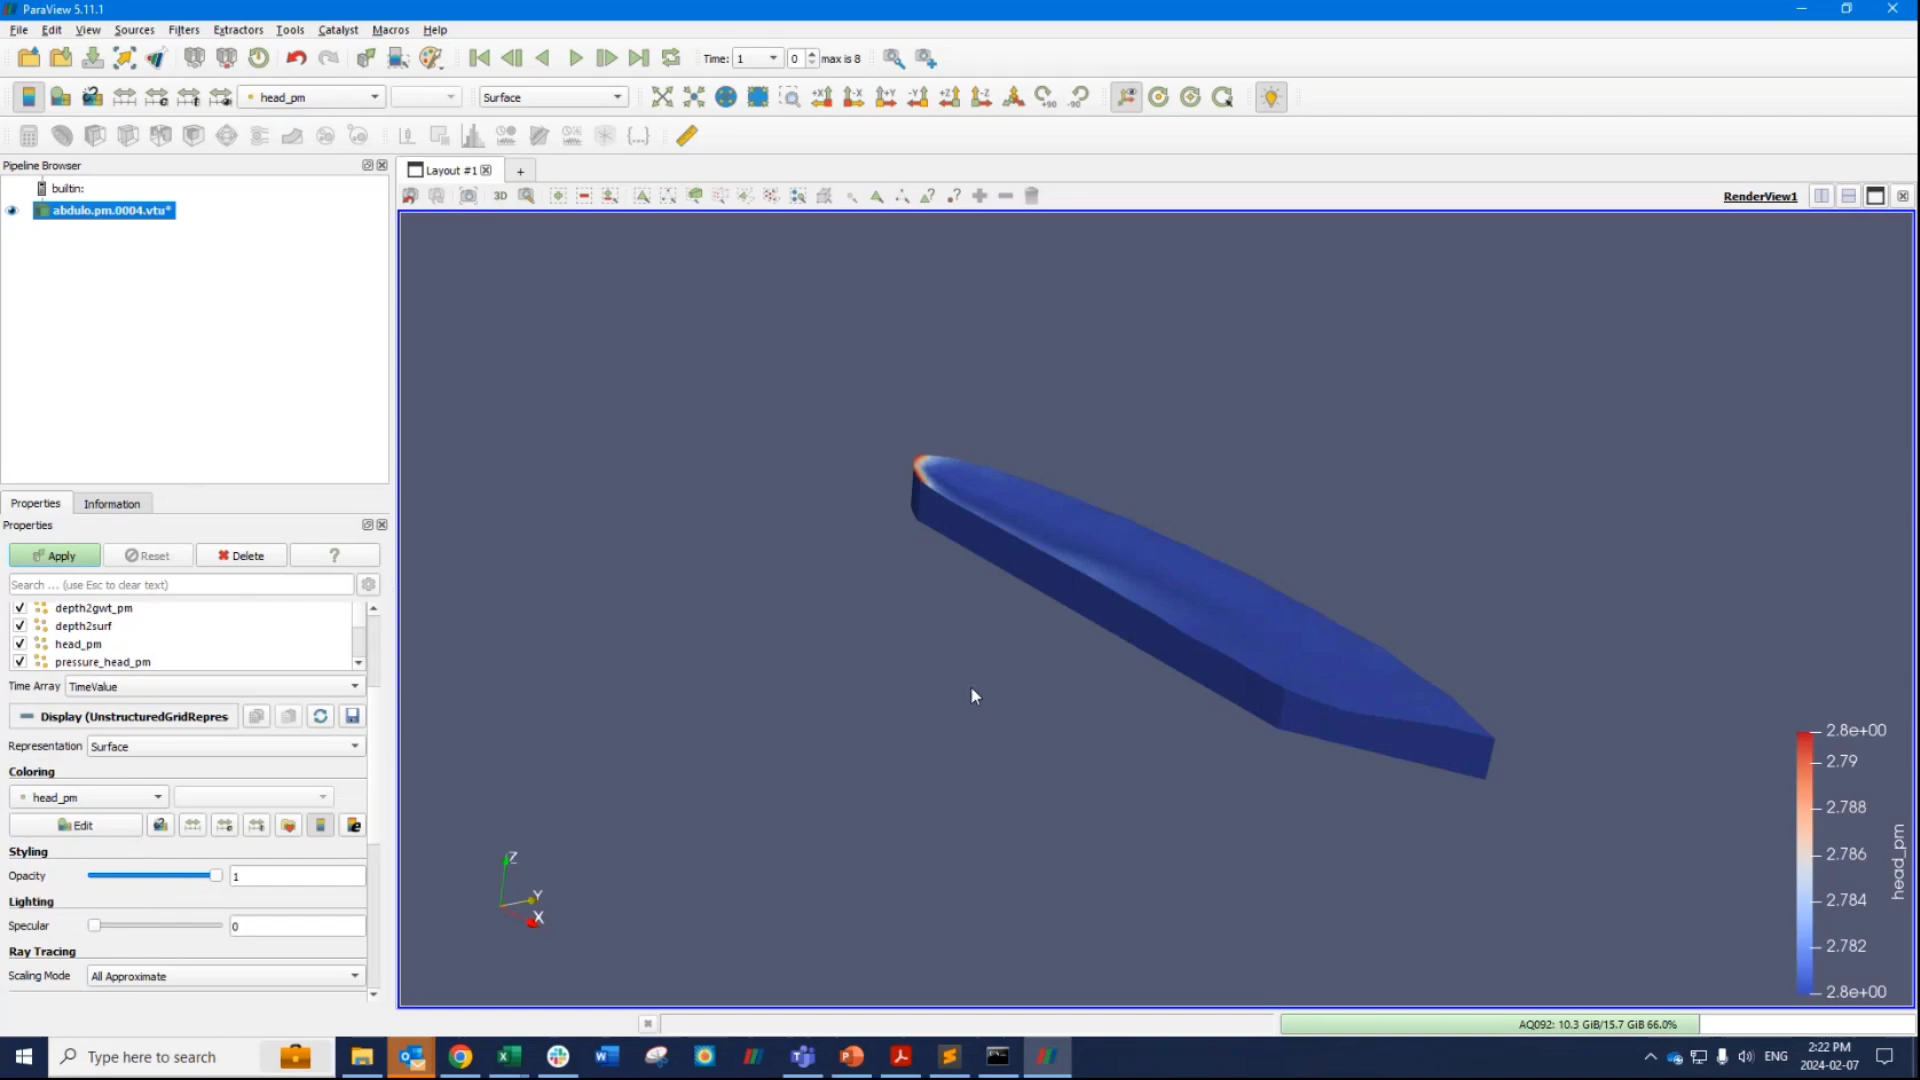 ParaView 5.11.1
File Edit View Sources Filters Extractors Tools Catalyst Macros Help
Time: 1 0 max is 8
head_pm Surface +X -X +Y -Y +Z -Z +90 -90
Pipeline Browser
Layout #1 +
builtin:
3D RenderView1
abdulo.pm.0004.vtu*
Properties Information
Properties
Apply Reset Delete ?
Search ... (use Esc to clear text)
depth2gwt_pm
depth2surf
head_pm
pressure_head_pm
Time Array TimeValue
Display (UnstructuredGridRepres
Representation Surface
Coloring
head_pm
Edit
Styling
Opacity 1
Lighting
Specular 0
Ray Tracing
Scaling Mode All Approximate
Z
Y
X
2.8e+00
2.79
2.788
2.786
2.784
2.782
2.8e+00
head_pm
AQ092: 10.3 GiB/15.7 GiB 66.0%
Type here to search
ENG
2:22 PM
2024-02-07